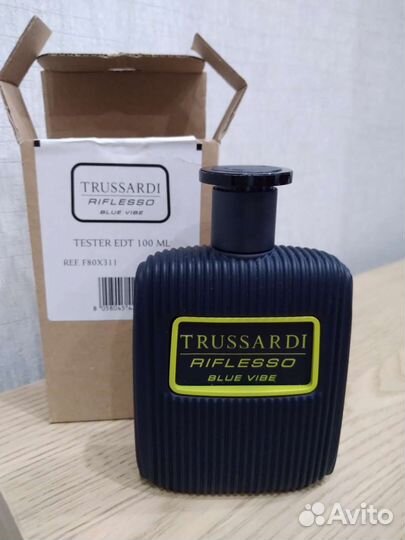 TRUSSARDI
RIFLESSO
BLUE VIBE
TESTER EDT 100 ML
REF. F80X311
TRUSSARDI
RIFLESSO
BLUE VIBE
Avito